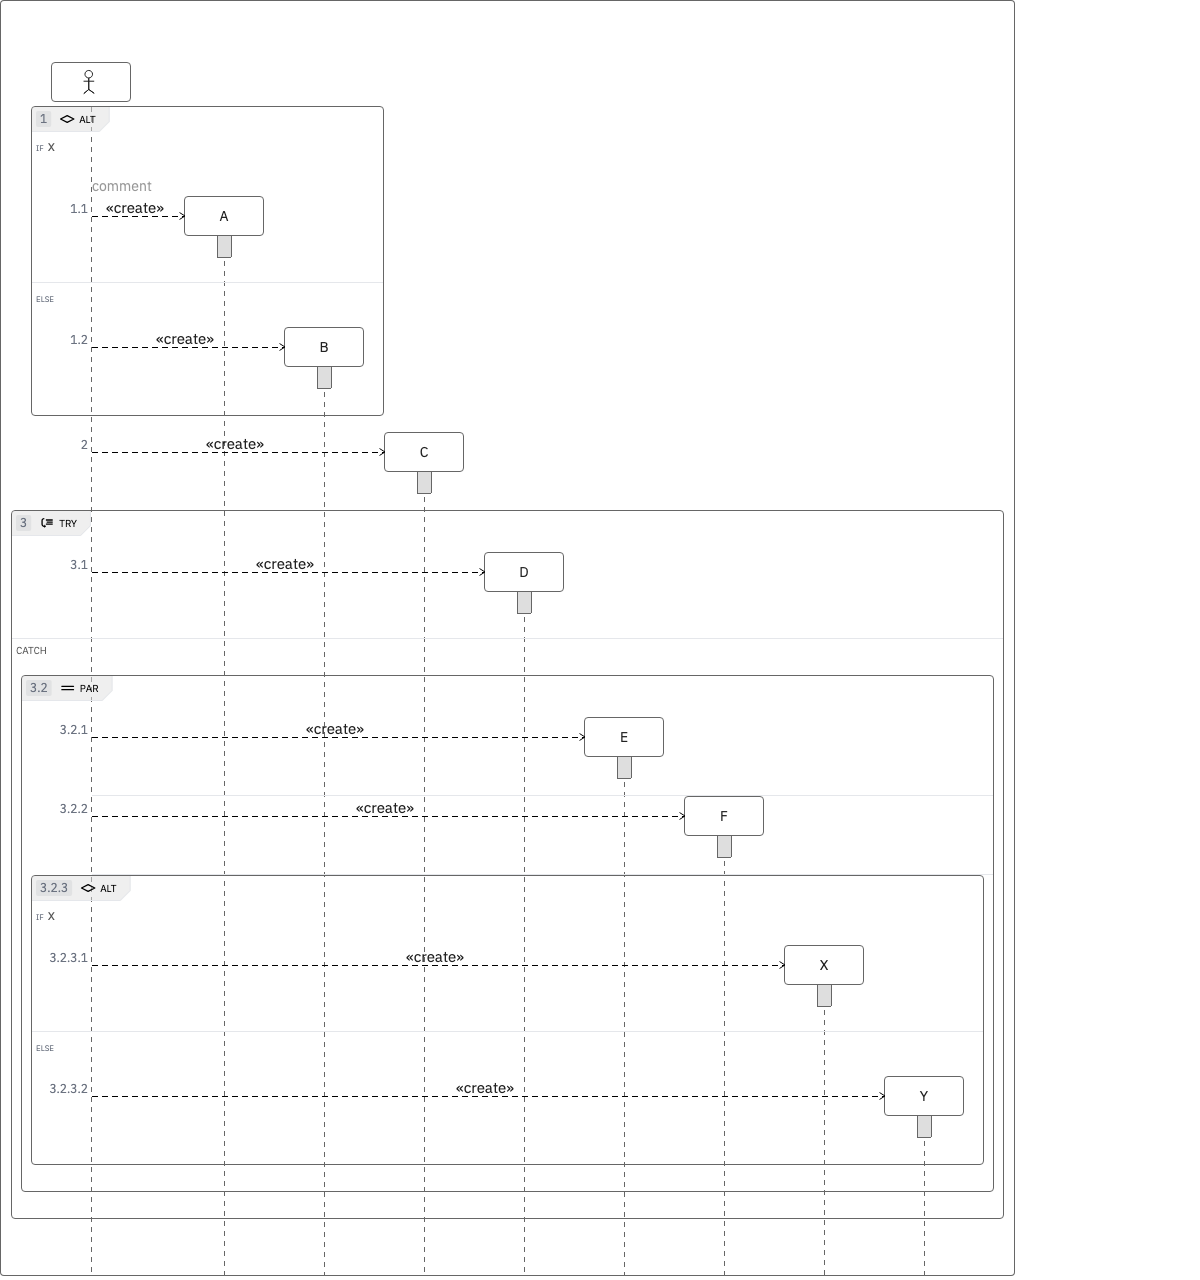 1 ALT
IF X
comment
1.1 «create» A
ELSE
1.2 «create» B
2 «create» C
3 TRY
3.1 «create» D
CATCH
3.2 PAR
3.2.1 «create» E
3.2.2 «create» F
3.2.3 ALT
IF X
3.2.3.1 «create» X
ELSE
3.2.3.2 «create» Y